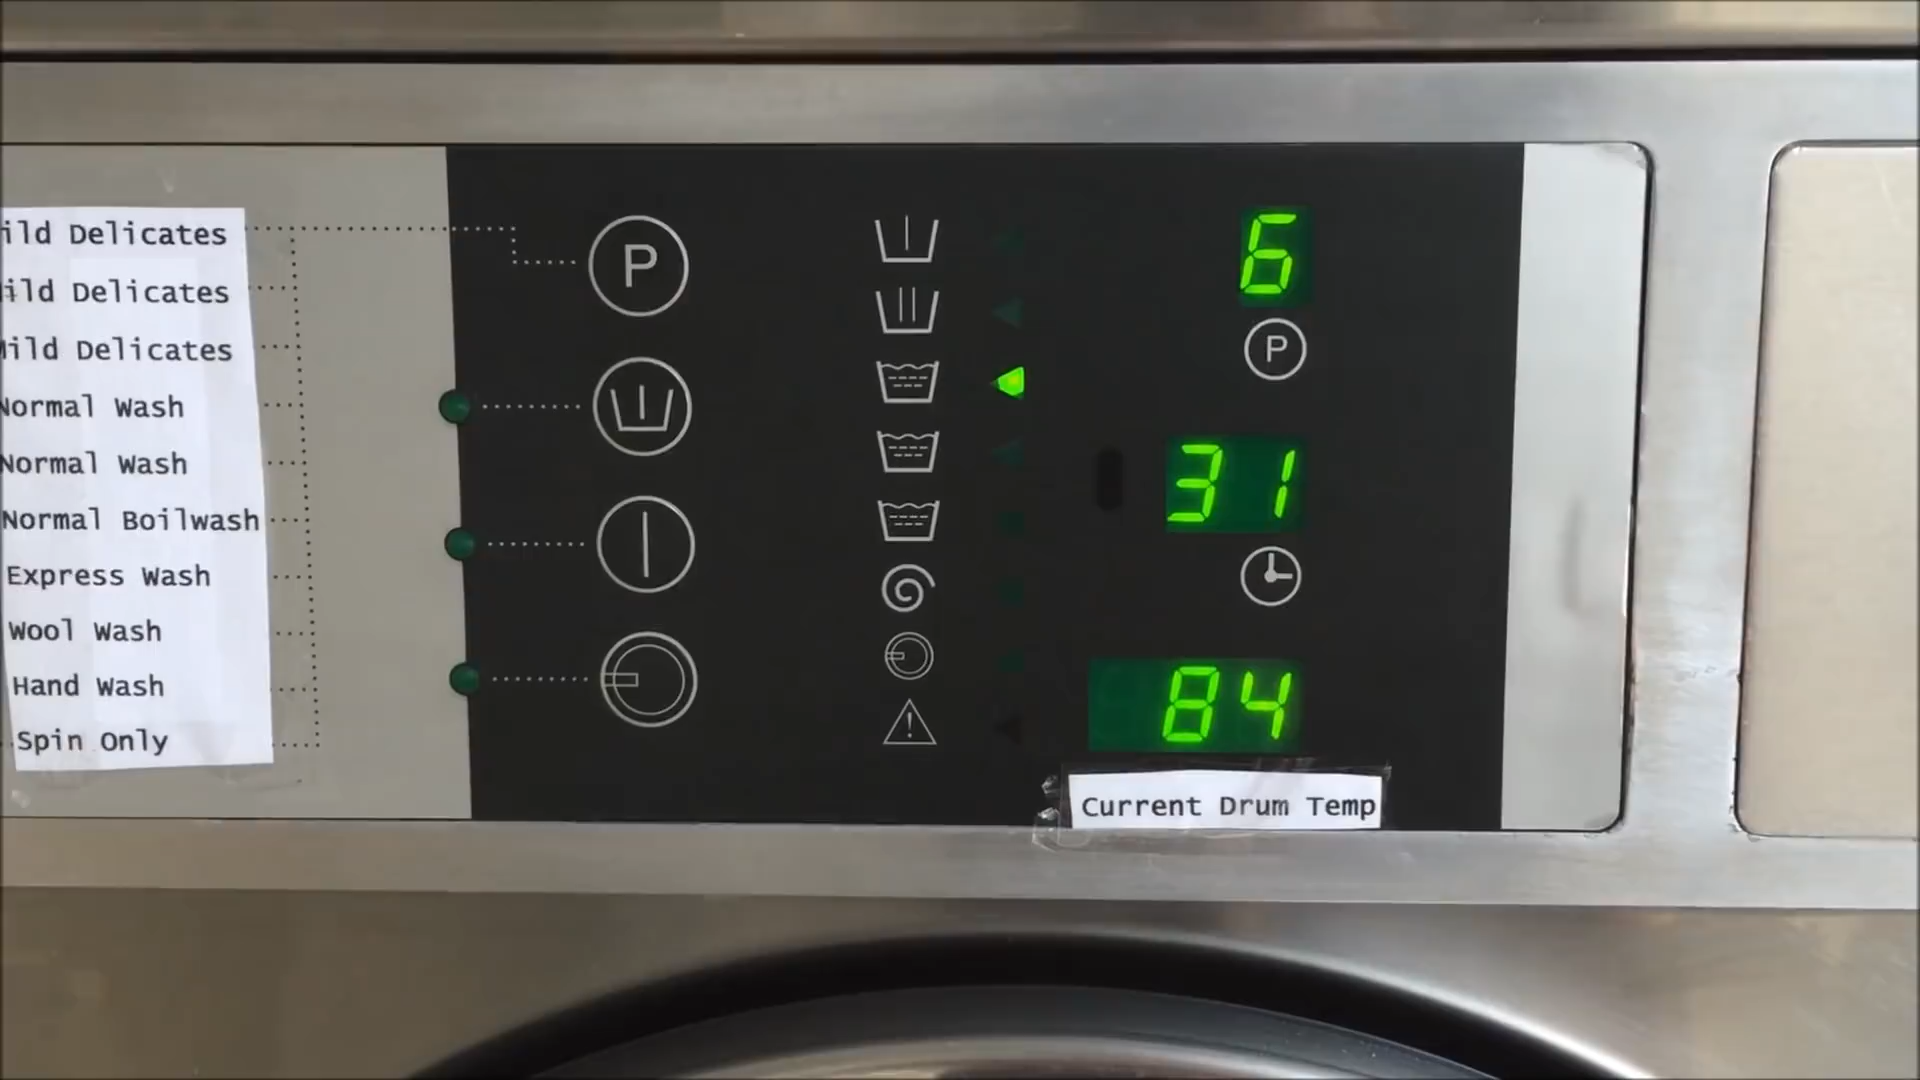 ild Delicates
ild Delicates
Mild Delicates
Normal Wash
Normal Wash
Normal Boilwash
Express Wash
Wool Wash
Hand Wash
Spin Only
P
6
P
31
84
Current Drum Temp